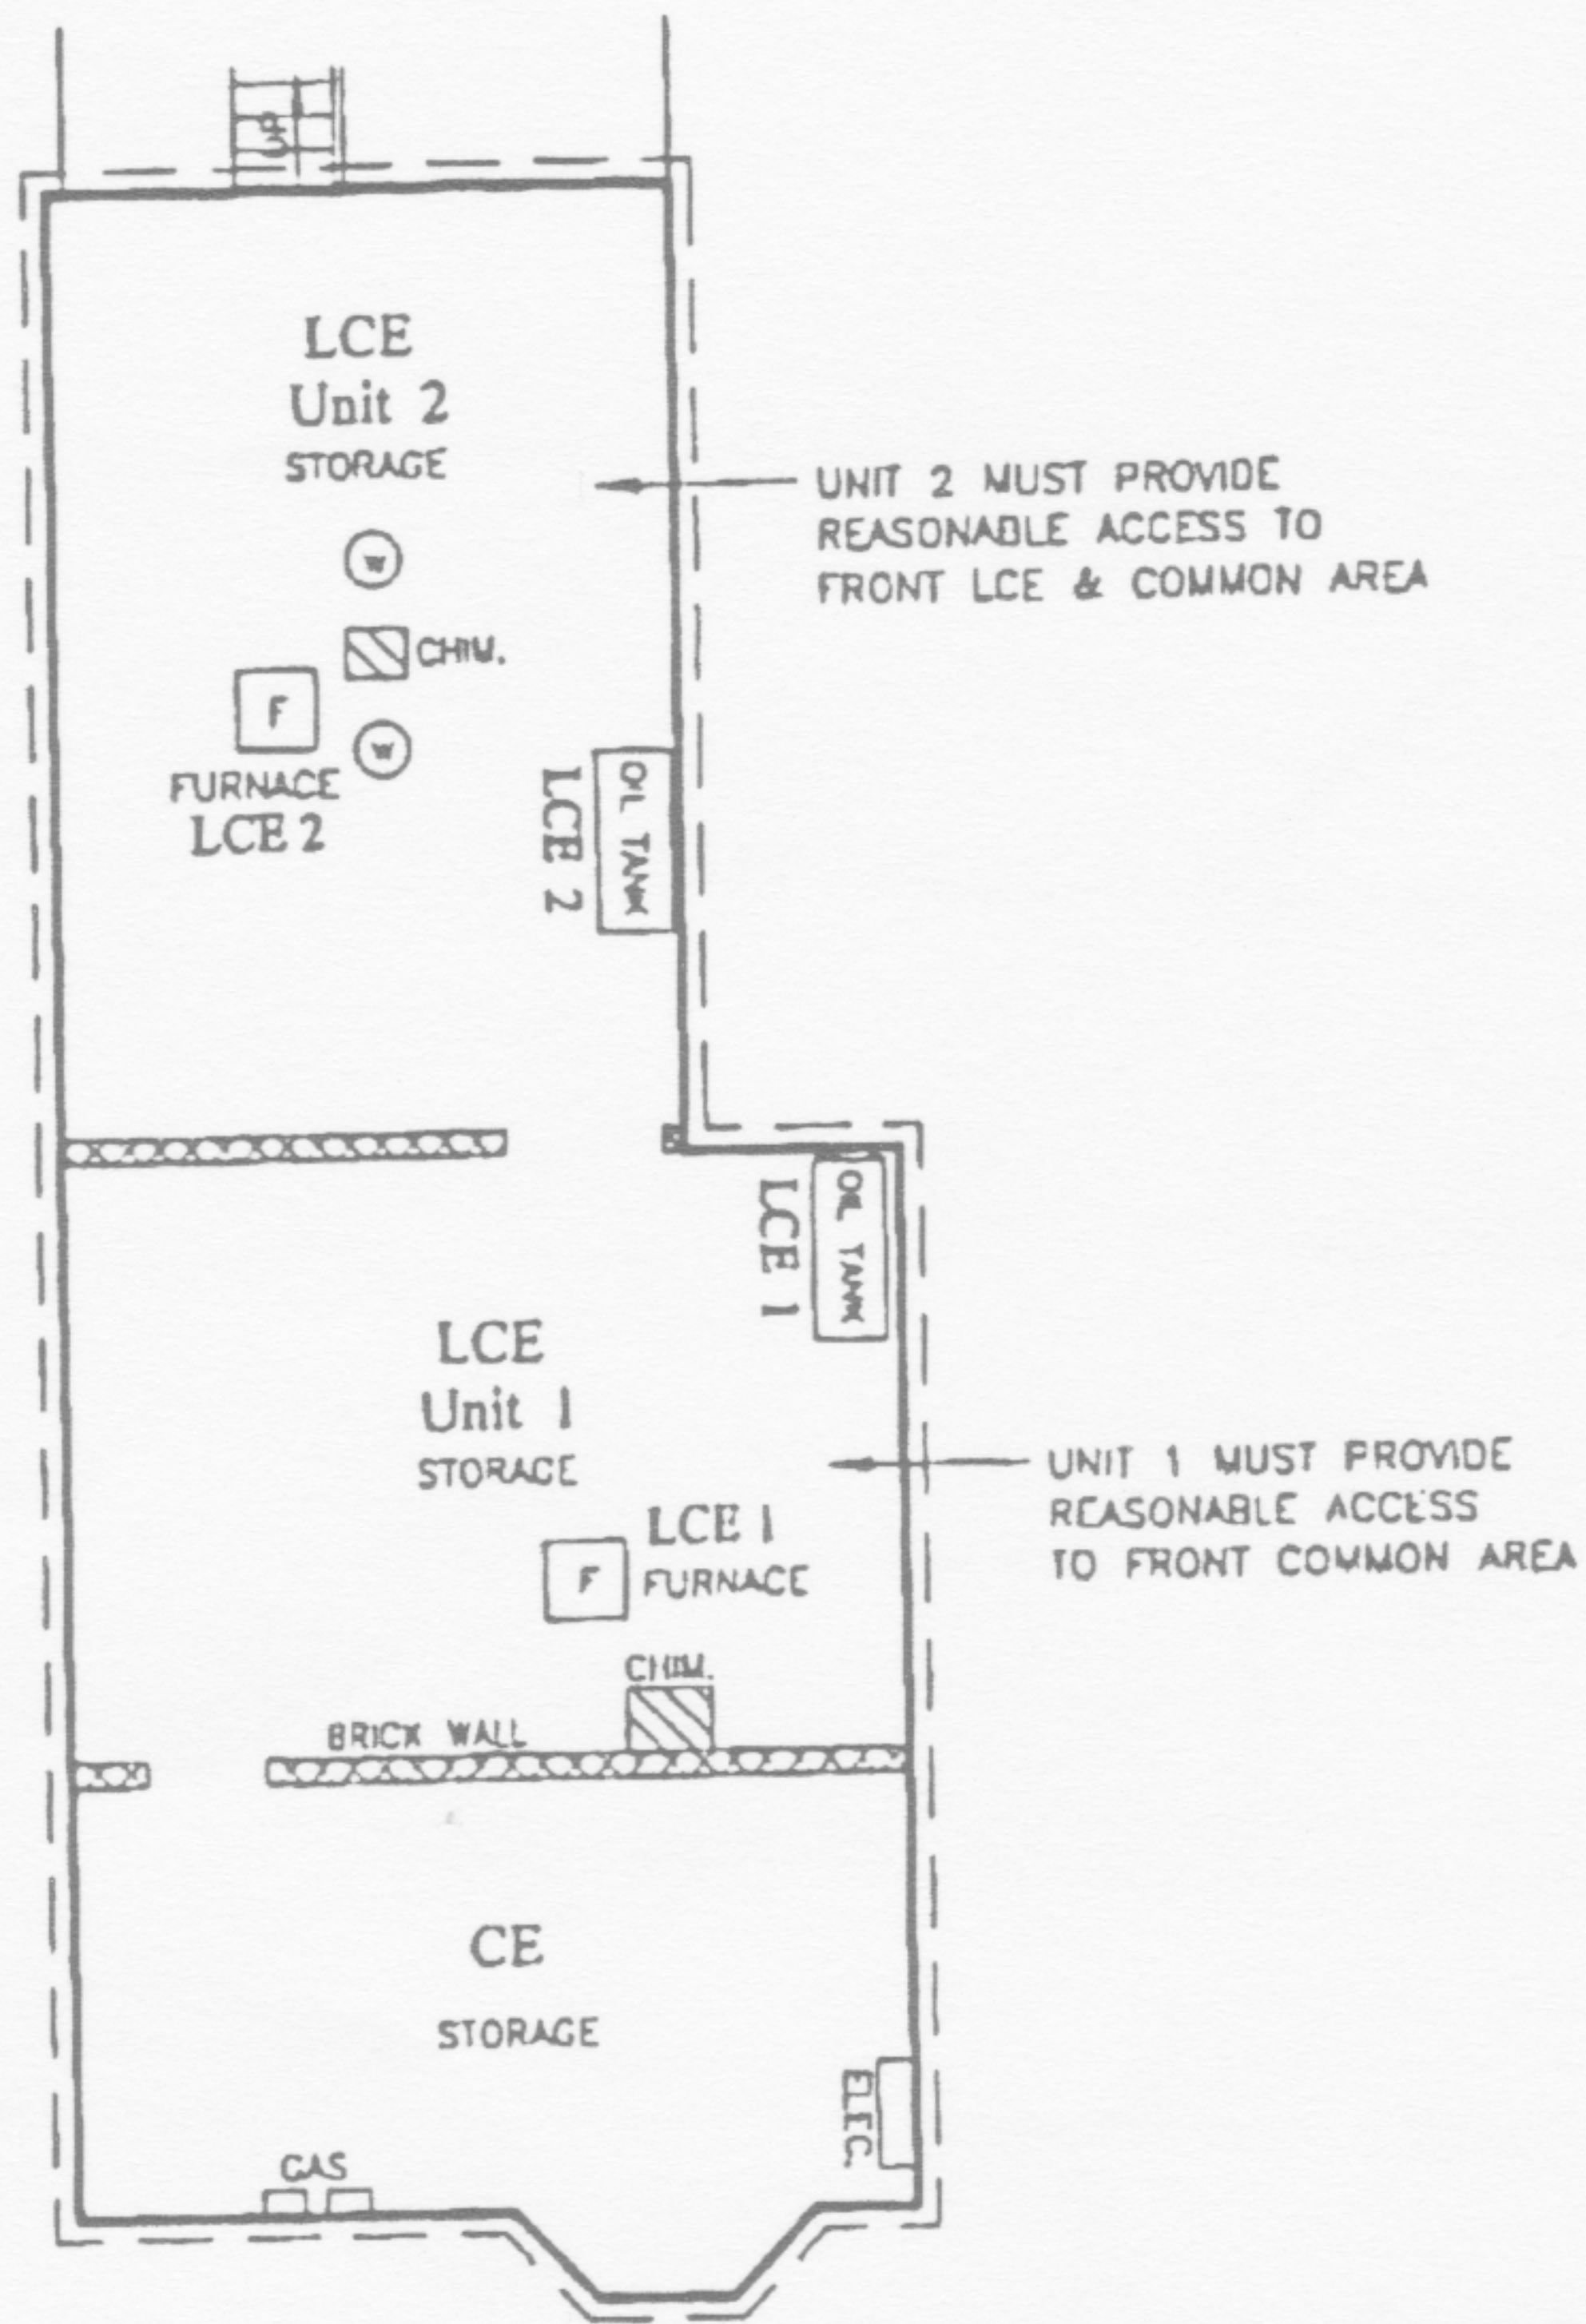 UP
LCE
Unit 2
STORAGE
UNIT 2 MUST PROVIDE
REASONABLE ACCESS TO
FRONT LCE & COMMON AREA
W
CHIM.
F
W
FURNACE
LCE 2
OIL TANK
LCE 2
OIL TANK
LCE 1
LCE
Unit 1
STORAGE
UNIT 1 MUST PROVIDE
REASONABLE ACCESS
TO FRONT COMMON AREA
LCE 1
F
FURNACE
CHIM.
BRICK WALL
CE
STORAGE
ELEC.
GAS